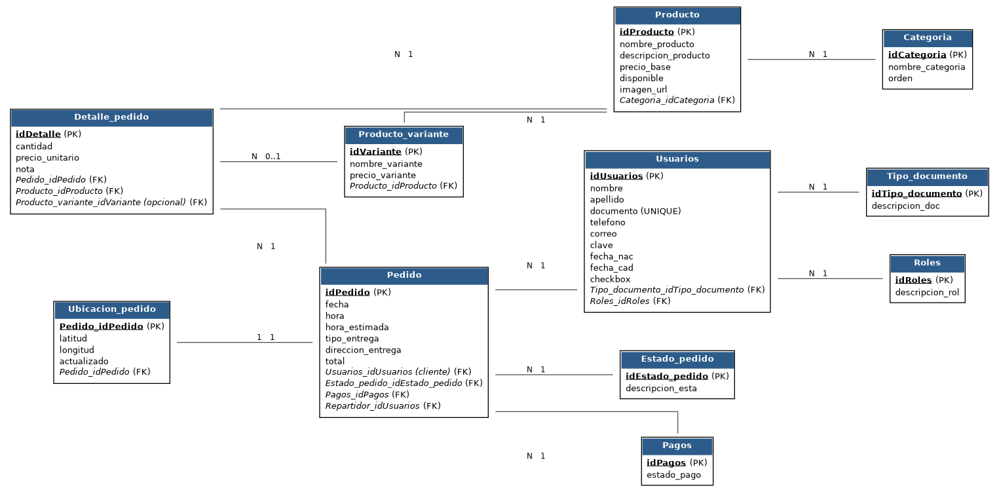 Producto
idProducto (PK)
nombre_producto
descripcion_producto
precio_base
disponible
imagen_url
Categoria_idCategoria (FK)
N 1
Categoria
idCategoria (PK)
nombre_categoria
orden
N 1
Detalle_pedido
idDetalle (PK)
cantidad
precio_unitario
nota
Pedido_idPedido (FK)
Producto_idProducto (FK)
Producto_variante_idVariante (opcional) (FK)
N 0..1
Producto_variante
idVariante (PK)
nombre_variante
precio_variante
Producto_idProducto (FK)
N 1
Usuarios
idUsuarios (PK)
nombre
apellido
documento (UNIQUE)
telefono
correo
clave
fecha_nac
fecha_cad
checkbox
Tipo_documento_idTipo_documento (FK)
Roles_idRoles (FK)
N 1
Tipo_documento
idTipo_documento (PK)
descripcion_doc
N 1
Roles
idRoles (PK)
descripcion_rol
N 1
N 1
Ubicacion_pedido
Pedido_idPedido (PK)
latitud
longitud
actualizado
Pedido_idPedido (FK)
1 1
Pedido
idPedido (PK)
fecha
hora
hora_estimada
tipo_entrega
direccion_entrega
total
Usuarios_idUsuarios (cliente) (FK)
Estado_pedido_idEstado_pedido (FK)
Pagos_idPagos (FK)
Repartidor_idUsuarios (FK)
N 1
Estado_pedido
idEstado_pedido (PK)
descripcion_esta
N 1
Pagos
idPagos (PK)
estado_pago